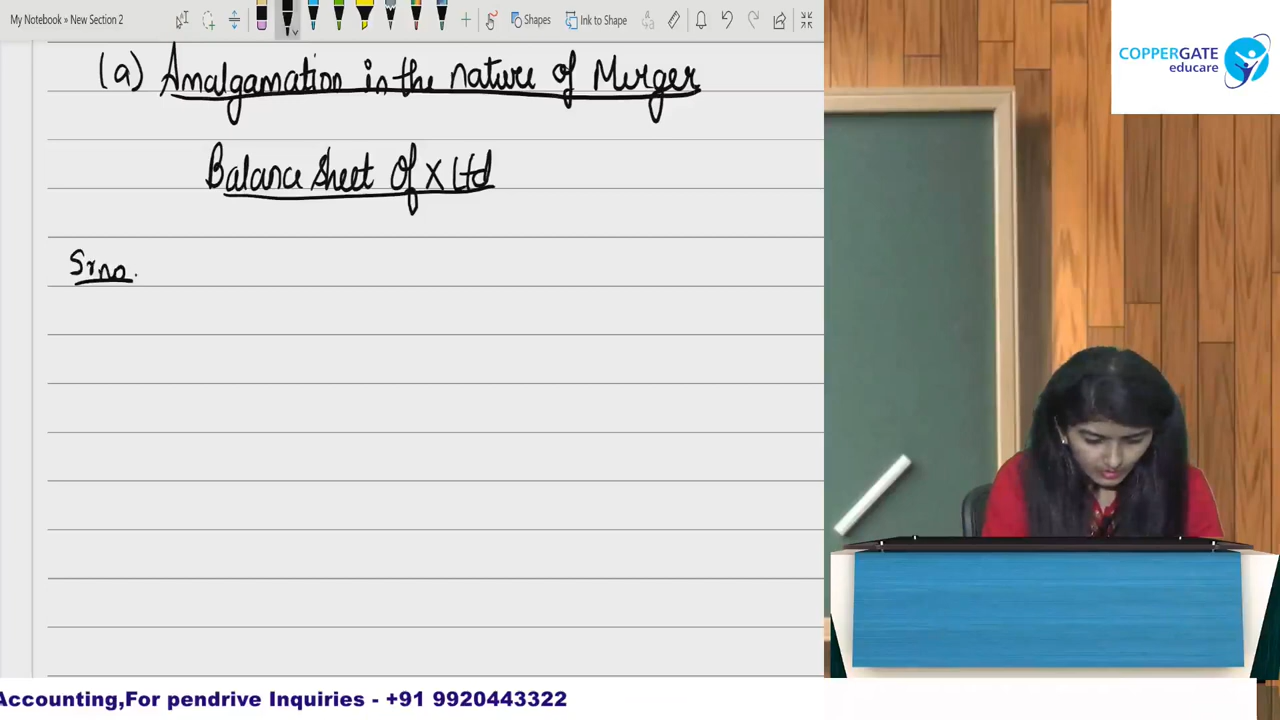 My Notebook » New Section 2
Shapes
Ink to Shape
COPPERGATE
educare
(a) Amalgamation in the nature of Merger
Balance Sheet Of X Ltd
Sr no.
Accounting,For pendrive Inquiries - +91 9920443322